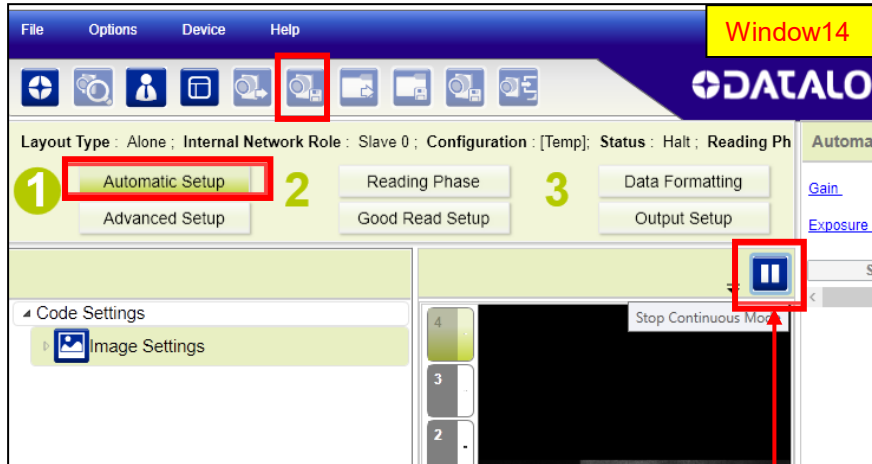 File Options Device Help
Window14
DATALO
Layout Type : Alone ; Internal Network Role : Slave 0 ; Configuration : [Temp]; Status : Halt ; Reading Ph
Automa
1 Automatic Setup 2 Reading Phase 3 Data Formatting
Gain
Advanced Setup Good Read Setup Output Setup
Exposure
S
Code Settings
4
Stop Continuous Mode
Image Settings
3
2